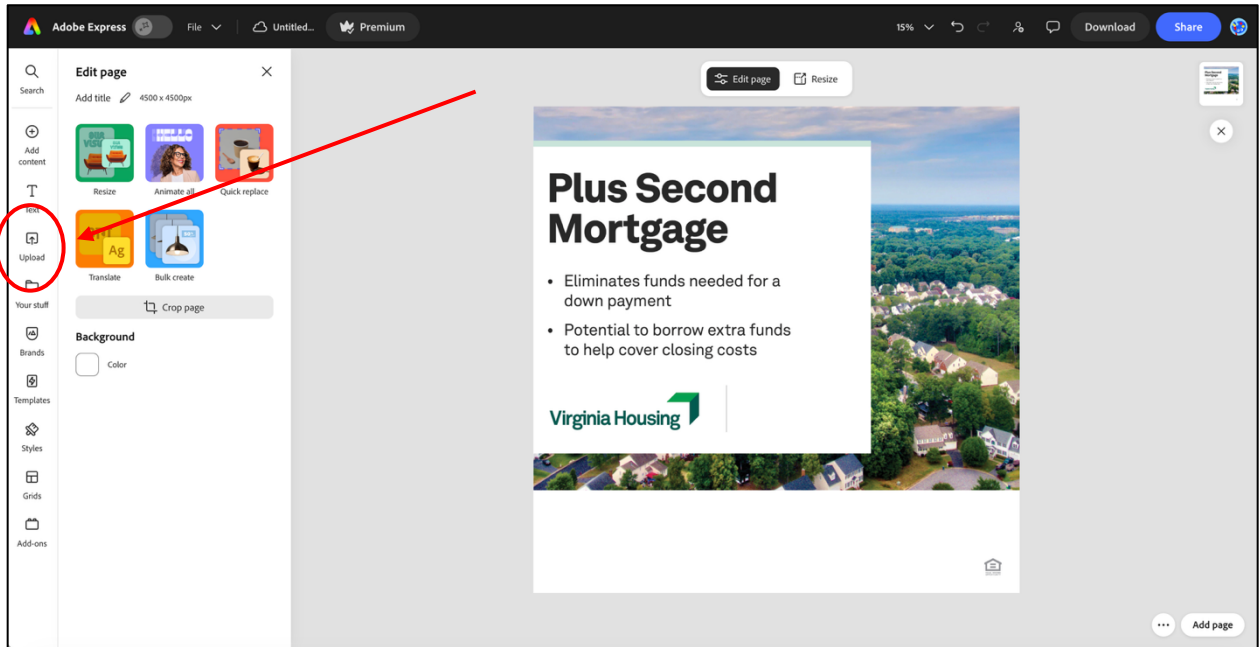 Adobe Express
File
Untitled...
Premium
15%
Download
Share
Search
Add
content
Text
Upload
Your stuff
Brands
Templates
Styles
Grids
Add-ons
Edit page
Add title
4500 x 4500px
Resize
Animate all
Quick replace
Translate
Bulk create
HELLO
Ag
Crop page
Background
Color
Edit page
Resize
Plus Second
Mortgage
• Eliminates funds needed for a
down payment
• Potential to borrow extra funds
to help cover closing costs
Virginia Housing
Add page